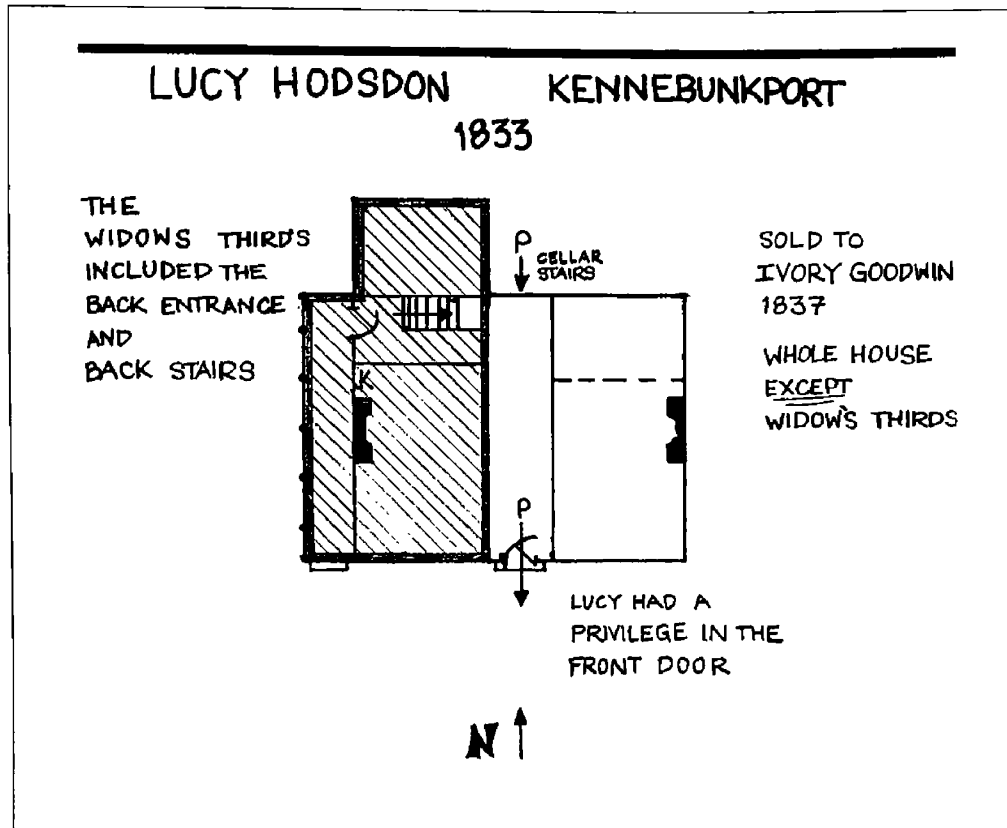 LUCY HODSDON KENNEBUNKPORT
1833
THE
WIDOWS THIRD'S
INCLUDED THE
BACK ENTRANCE
AND
BACK STAIRS
P
CELLAR
STAIRS
SOLD TO
IVORY GOODWIN
1837
WHOLE HOUSE
EXCEPT
WIDOW'S THIRDS
K
P
LUCY HAD A
PRIVILEGE IN THE
FRONT DOOR
N